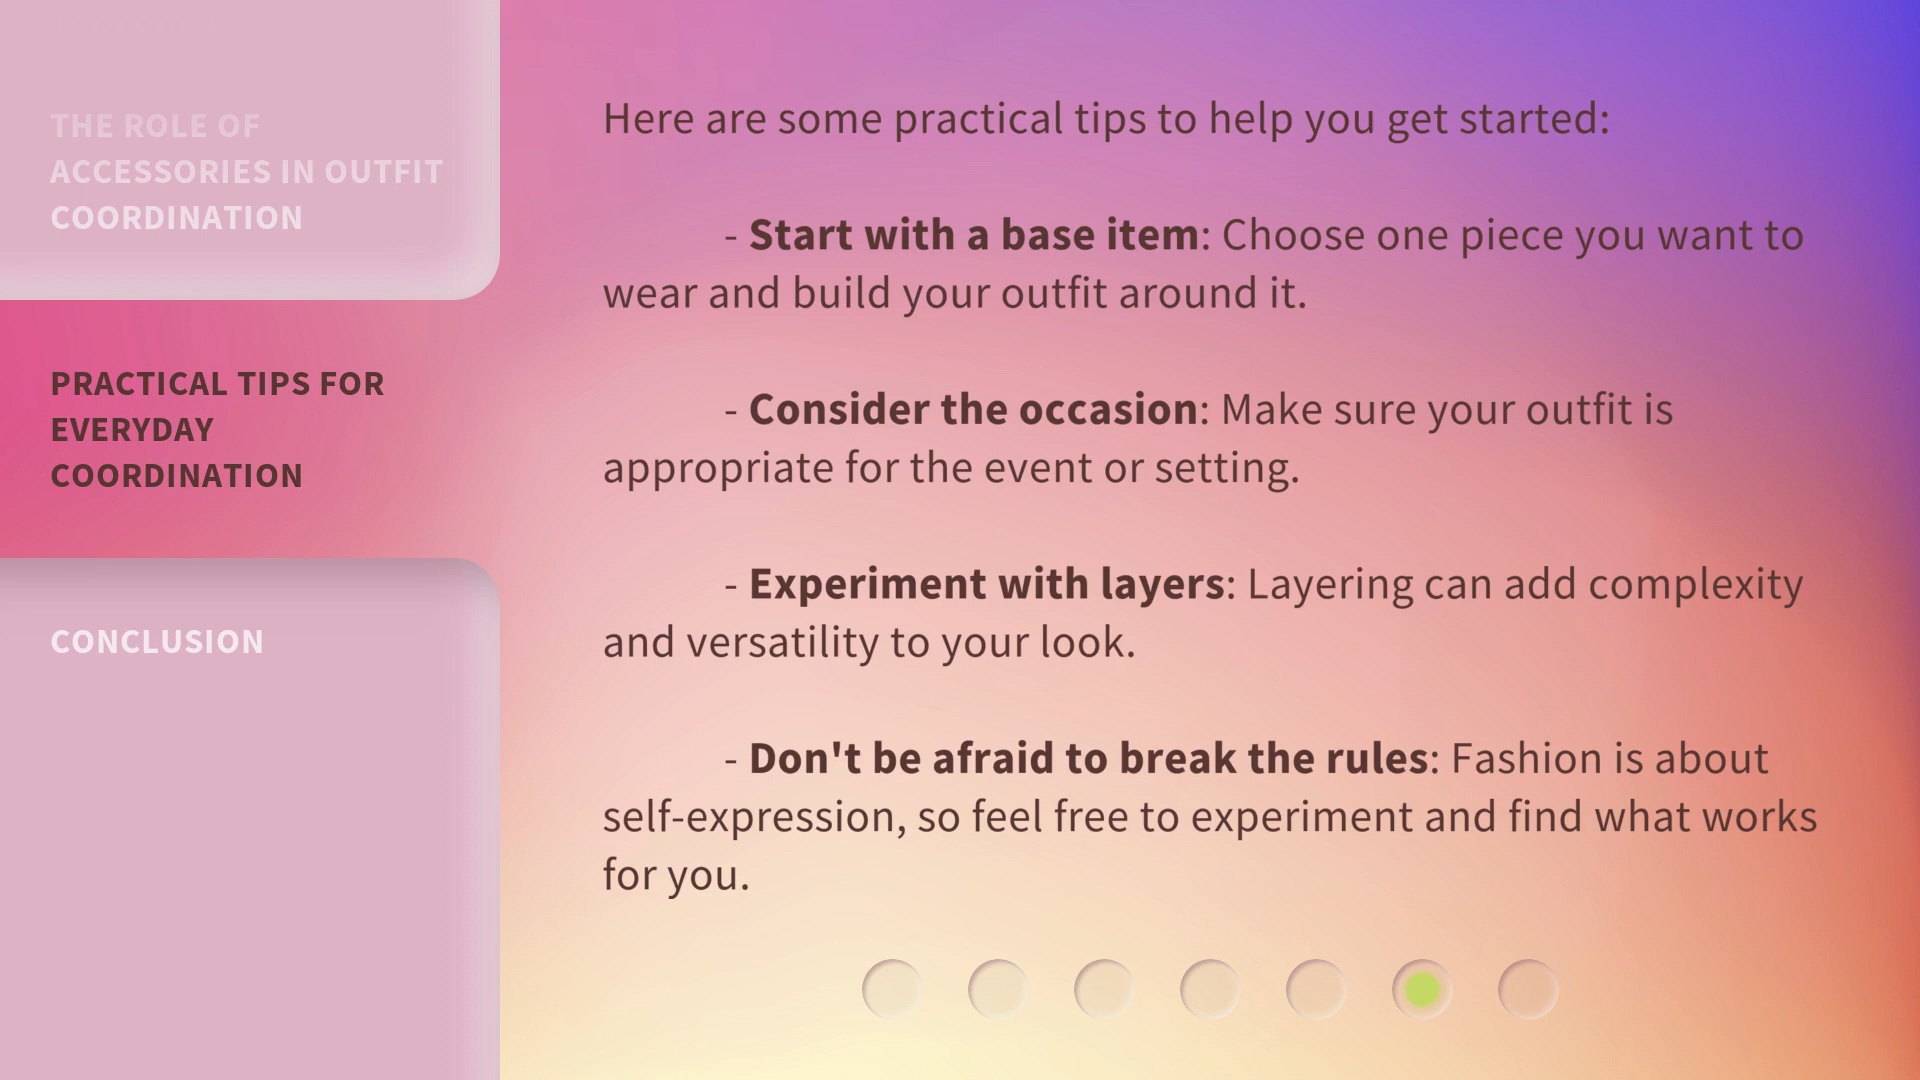 THE ROLE OF
ACCESSORIES IN OUTFIT
COORDINATION
PRACTICAL TIPS FOR
EVERYDAY
COORDINATION
CONCLUSION
Here are some practical tips to help you get started:
- Start with a base item: Choose one piece you want to
wear and build your outfit around it.
- Consider the occasion: Make sure your outfit is
appropriate for the event or setting.
- Experiment with layers: Layering can add complexity
and versatility to your look.
- Don't be afraid to break the rules: Fashion is about
self-expression, so feel free to experiment and find what works
for you.